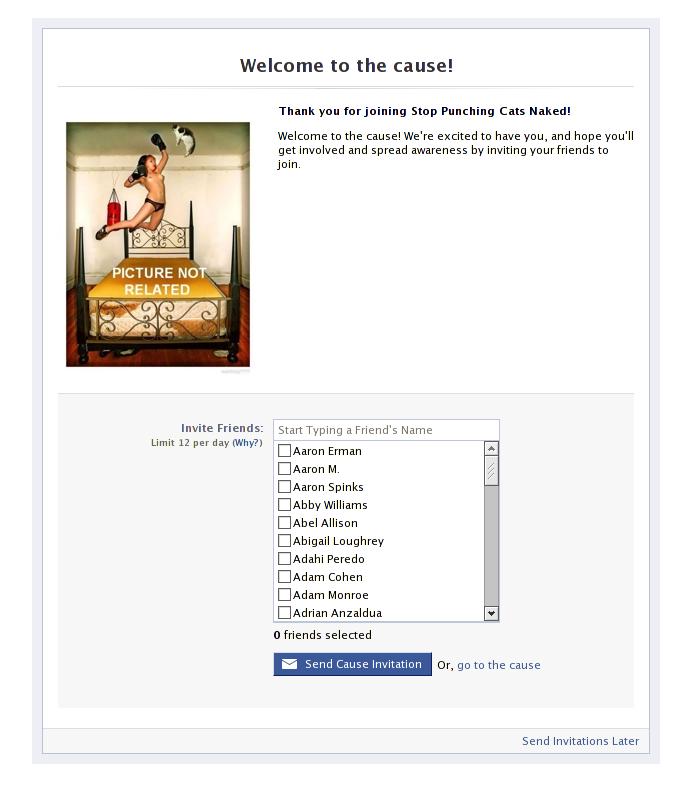 Welcome to the cause!
Thank you for joining Stop Punching Cats Naked!
Welcome to the cause! We're excited to have you, and hope you'll
get involved and spread awareness by inviting your friends to
join.
PICTURE NOT
RELATED
Invite Friends:
Limit 12 per day (Why?)
Start Typing a Friend's Name
Aaron Erman
Aaron M.
Aaron Spinks
Abby Williams
Abel Allison
Abigail Loughrey
Adahi Peredo
Adam Cohen
Adam Monroe
Adrian Anzaldua
0 friends selected
Send Cause Invitation Or, go to the cause
Send Invitations Later